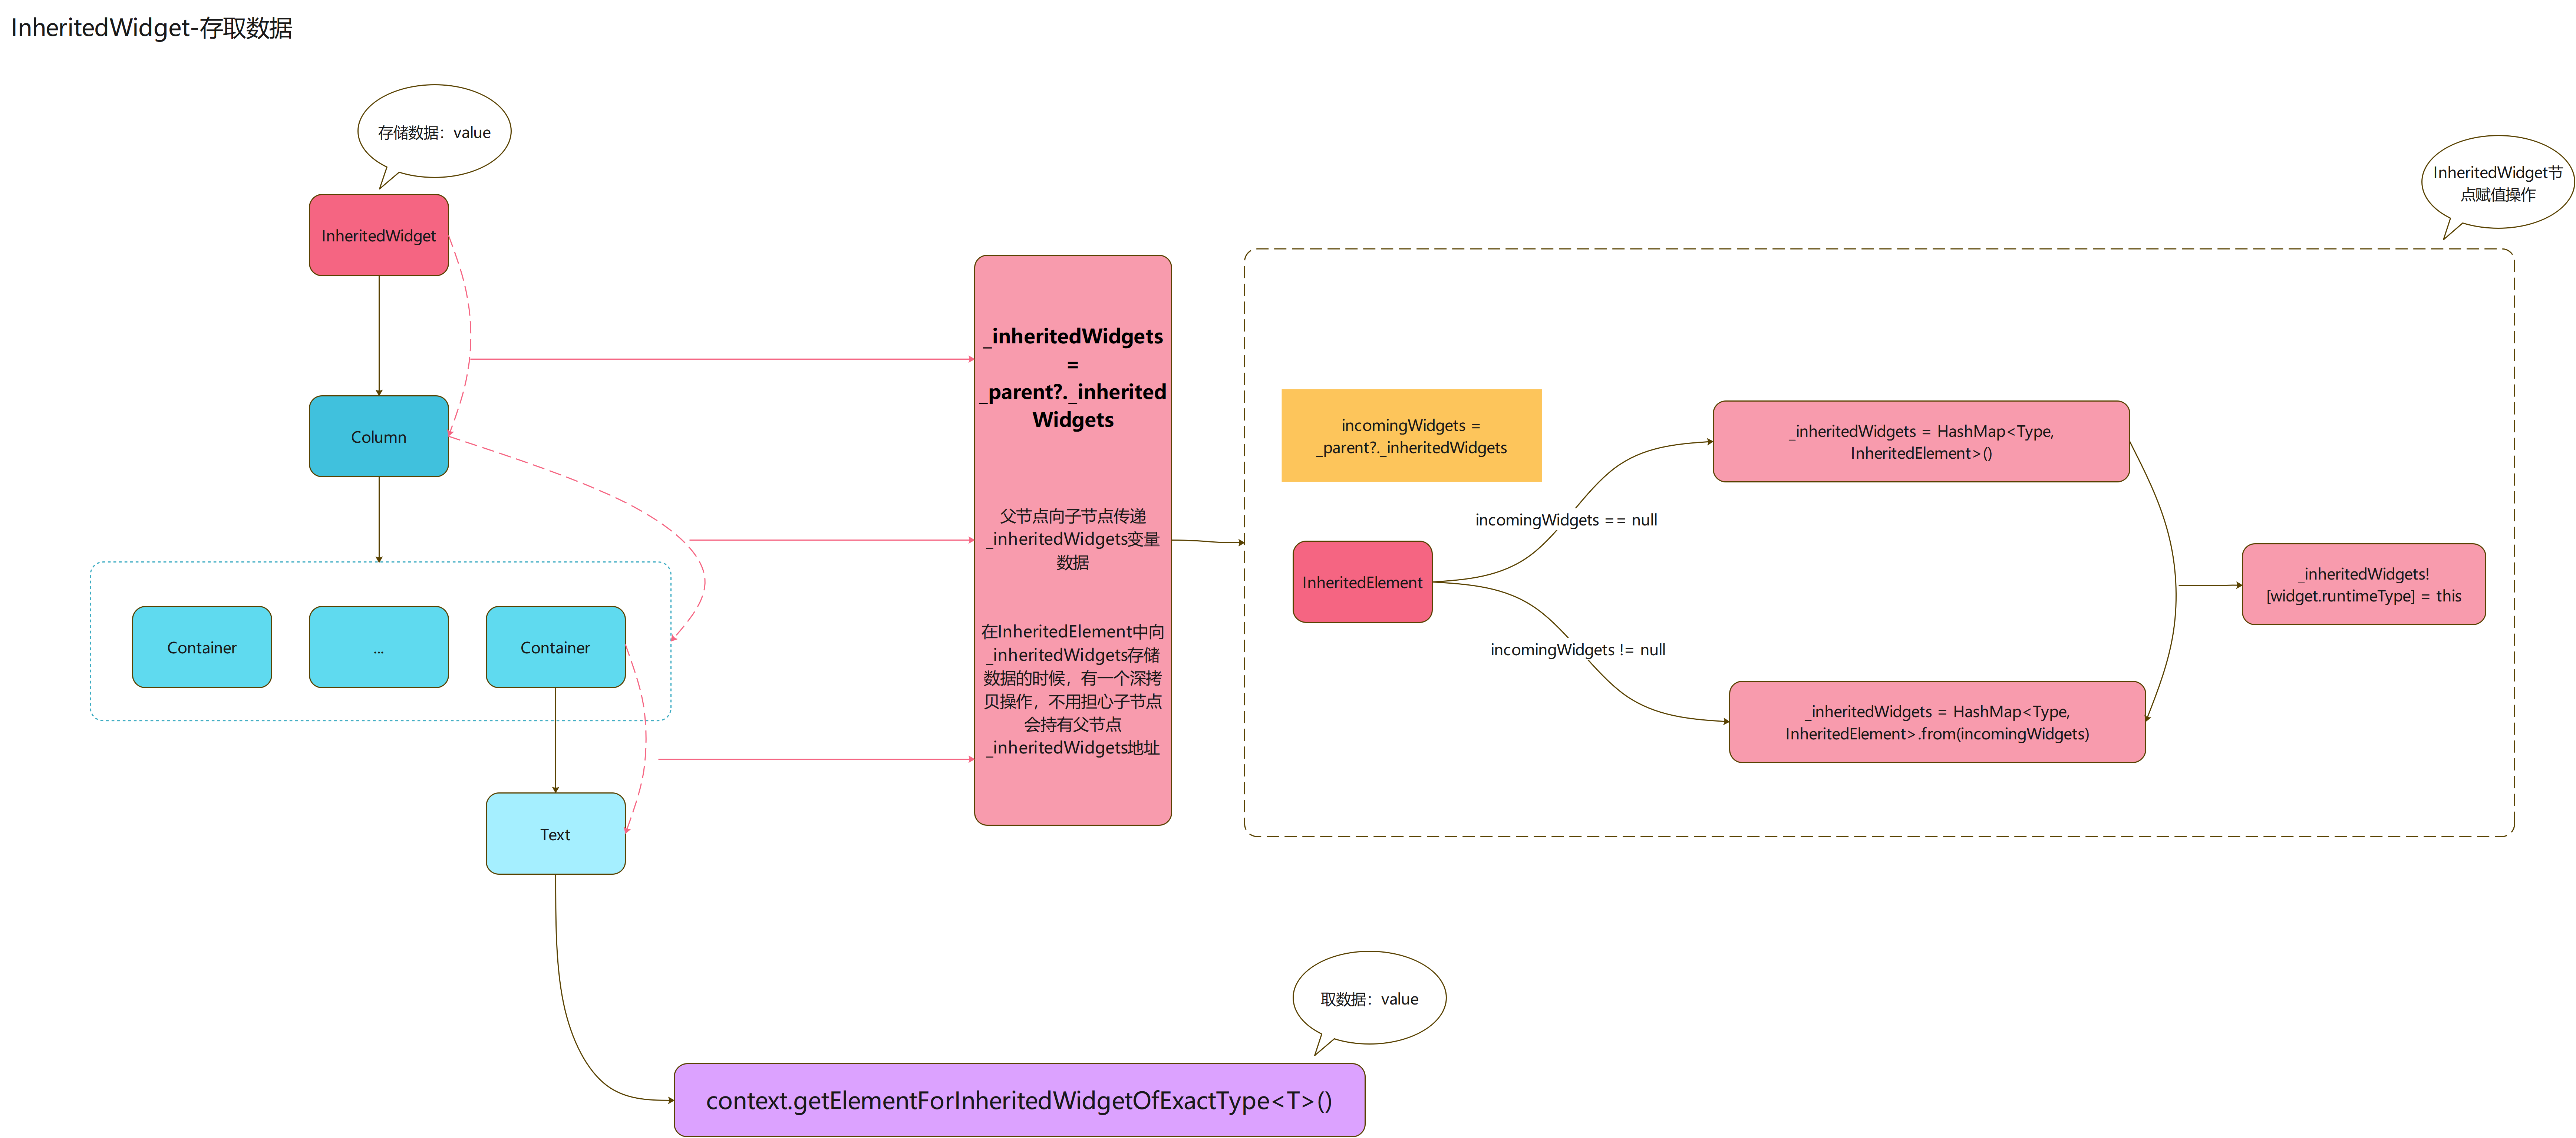 InheritedWidget-存取数据
存储数据：value
InheritedWidget
Column
Container
...
Container
Text
_inheritedWidgets
=
_parent?._inherited
Widgets
父节点向子节点传递
_inheritedWidgets变量
数据
在InheritedElement中向
_inheritedWidgets存储
数据的时候，有一个深拷
贝操作，不用担心子节点
会持有父节点
_inheritedWidgets地址
InheritedWidget节
点赋值操作
incomingWidgets =
_parent?._inheritedWidgets
InheritedElement
incomingWidgets == null
incomingWidgets != null
_inheritedWidgets = HashMap<Type,
InheritedElement>()
_inheritedWidgets = HashMap<Type,
InheritedElement>.from(incomingWidgets)
_inheritedWidgets!
[widget.runtimeType] = this
取数据：value
context.getElementForInheritedWidgetOfExactType<T>()